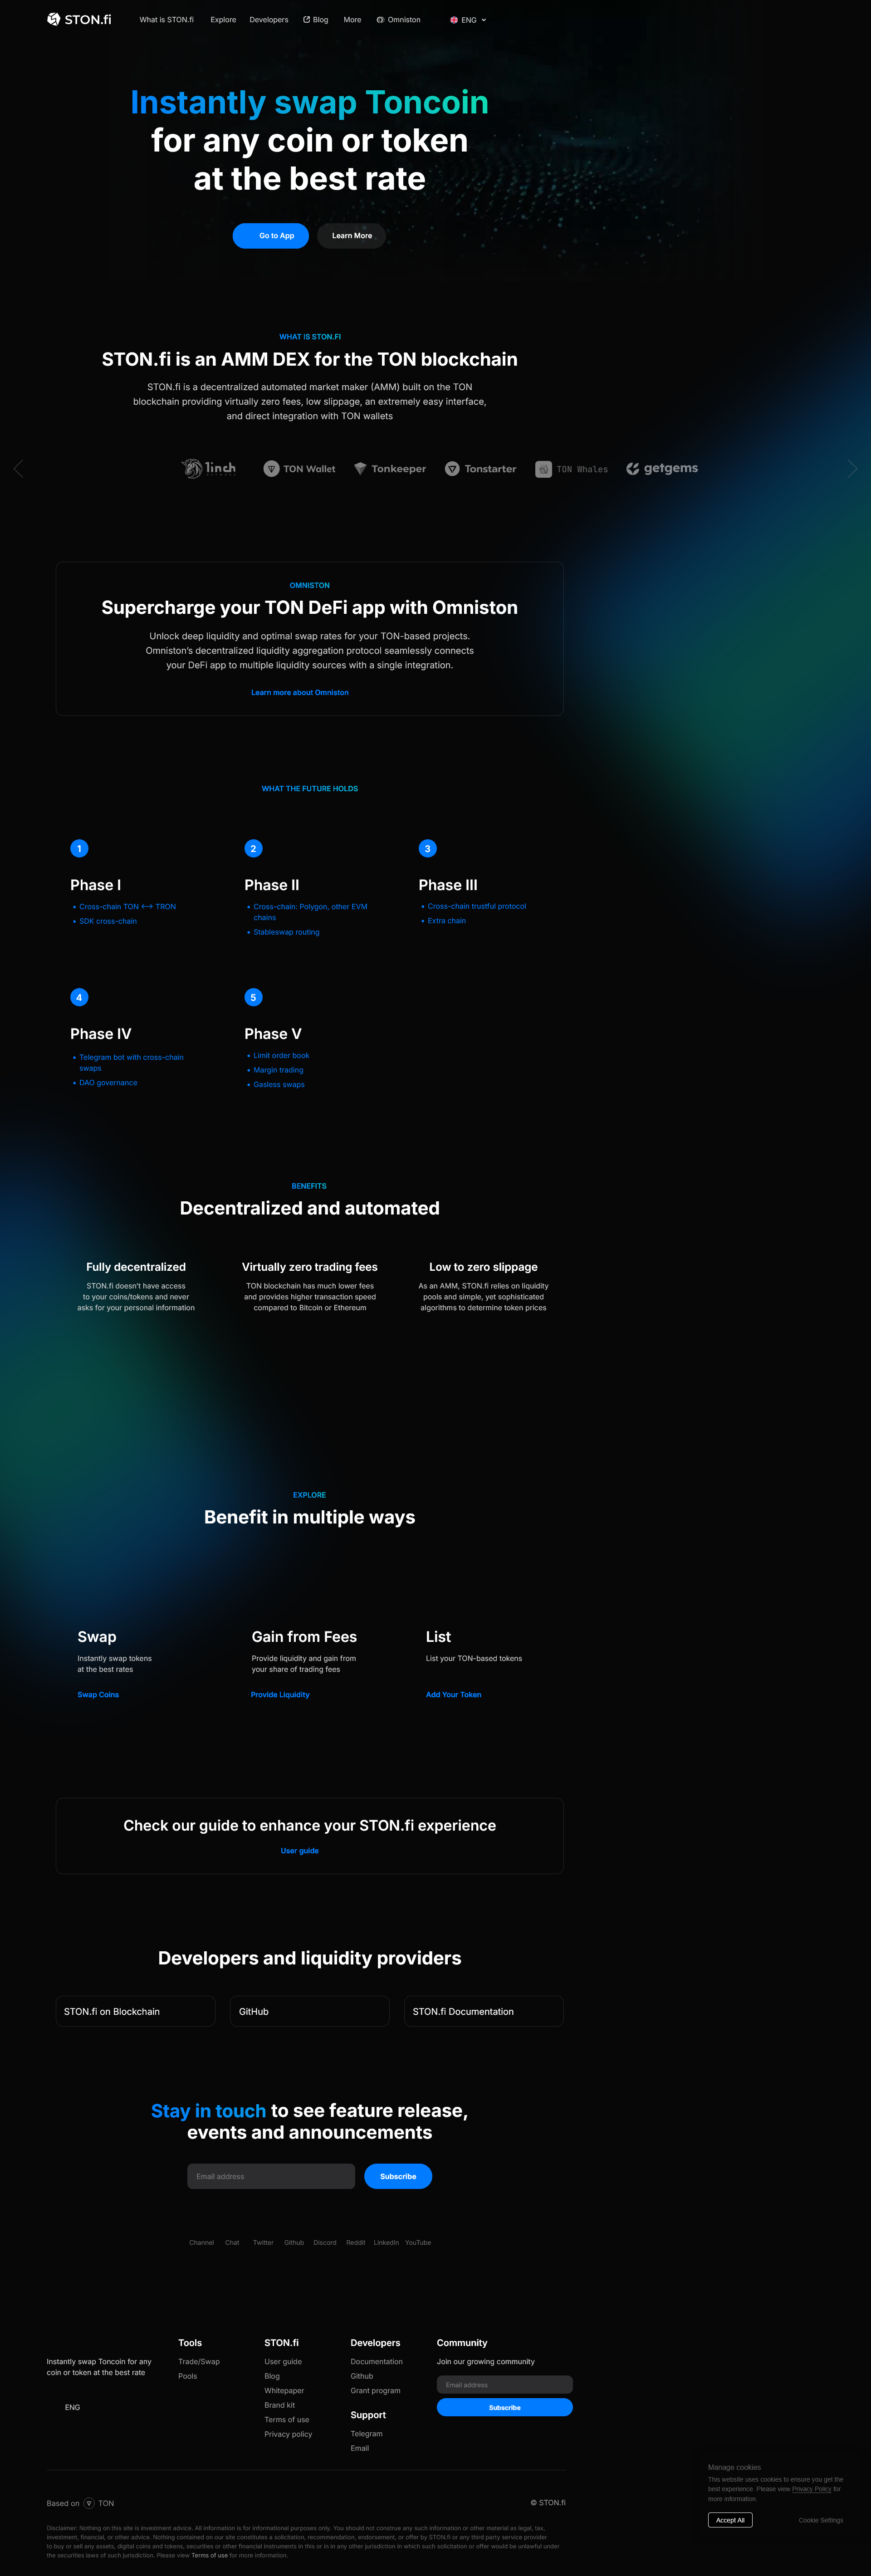 STON.fi
What is STON.fi Explore Developers Blog More Omniston ENG
Instantly swap Toncoin
for any coin or token
at the best rate
Go to App Learn More
WHAT IS STON.FI
STON.fi is an AMM DEX for the TON blockchain
STON.fi is a decentralized automated market maker (AMM) built on the TON
blockchain providing virtually zero fees, low slippage, an extremely easy interface,
and direct integration with TON wallets
1inch TON Wallet Tonkeeper Tonstarter TON Whales getgems
OMNISTON
Supercharge your TON DeFi app with Omniston
Unlock deep liquidity and optimal swap rates for your TON-based projects.
Omniston’s decentralized liquidity aggregation protocol seamlessly connects
your DeFi app to multiple liquidity sources with a single integration.
Learn more about Omniston
WHAT THE FUTURE HOLDS
1
Phase I
• Cross-chain TON <--> TRON
• SDK cross-chain
2
Phase II
• Cross-chain: Polygon, other EVM
chains
• Stableswap routing
3
Phase III
• Cross-chain trustful protocol
• Extra chain
4
Phase IV
• Telegram bot with cross-chain
swaps
• DAO governance
5
Phase V
• Limit order book
• Margin trading
• Gasless swaps
BENEFITS
Decentralized and automated
Fully decentralized
STON.fi doesn’t have access
to your coins/tokens and never
asks for your personal information
Virtually zero trading fees
TON blockchain has much lower fees
and provides higher transaction speed
compared to Bitcoin or Ethereum
Low to zero slippage
As an AMM, STON.fi relies on liquidity
pools and simple, yet sophisticated
algorithms to determine token prices
EXPLORE
Benefit in multiple ways
Swap
Instantly swap tokens
at the best rates
Swap Coins
Gain from Fees
Provide liquidity and gain from
your share of trading fees
Provide Liquidity
List
List your TON-based tokens
Add Your Token
Check our guide to enhance your STON.fi experience
User guide
Developers and liquidity providers
STON.fi on Blockchain
GitHub
STON.fi Documentation
Stay in touch to see feature release,
events and announcements
Email address Subscribe
Channel Chat Twitter Github Discord Reddit LinkedIn YouTube
Instantly swap Toncoin for any
coin or token at the best rate
ENG
Tools
Trade/Swap
Pools
STON.fi
User guide
Blog
Whitepaper
Brand kit
Terms of use
Privacy policy
Developers
Documentation
Github
Grant program
Support
Telegram
Email
Community
Join our growing community
Email address
Subscribe
Based on TON
© STON.fi
Disclaimer: Nothing on this site is investment advice. All information is for informational purposes only. You should not construe any such information or other material as legal, tax,
investment, financial, or other advice. Nothing contained on our site constitutes a solicitation, recommendation, endorsement, or offer by STON.fi or any third party service provider
to buy or sell any assets, digital coins and tokens, securities or other financial instruments in this or in in any other jurisdiction in which such solicitation or offer would be unlawful under
the securities laws of such jurisdiction. Please view Terms of use for more information.
Manage cookies
This website uses cookies to ensure you get the
best experience. Please view Privacy Policy for
more information.
Accept All Cookie Settings